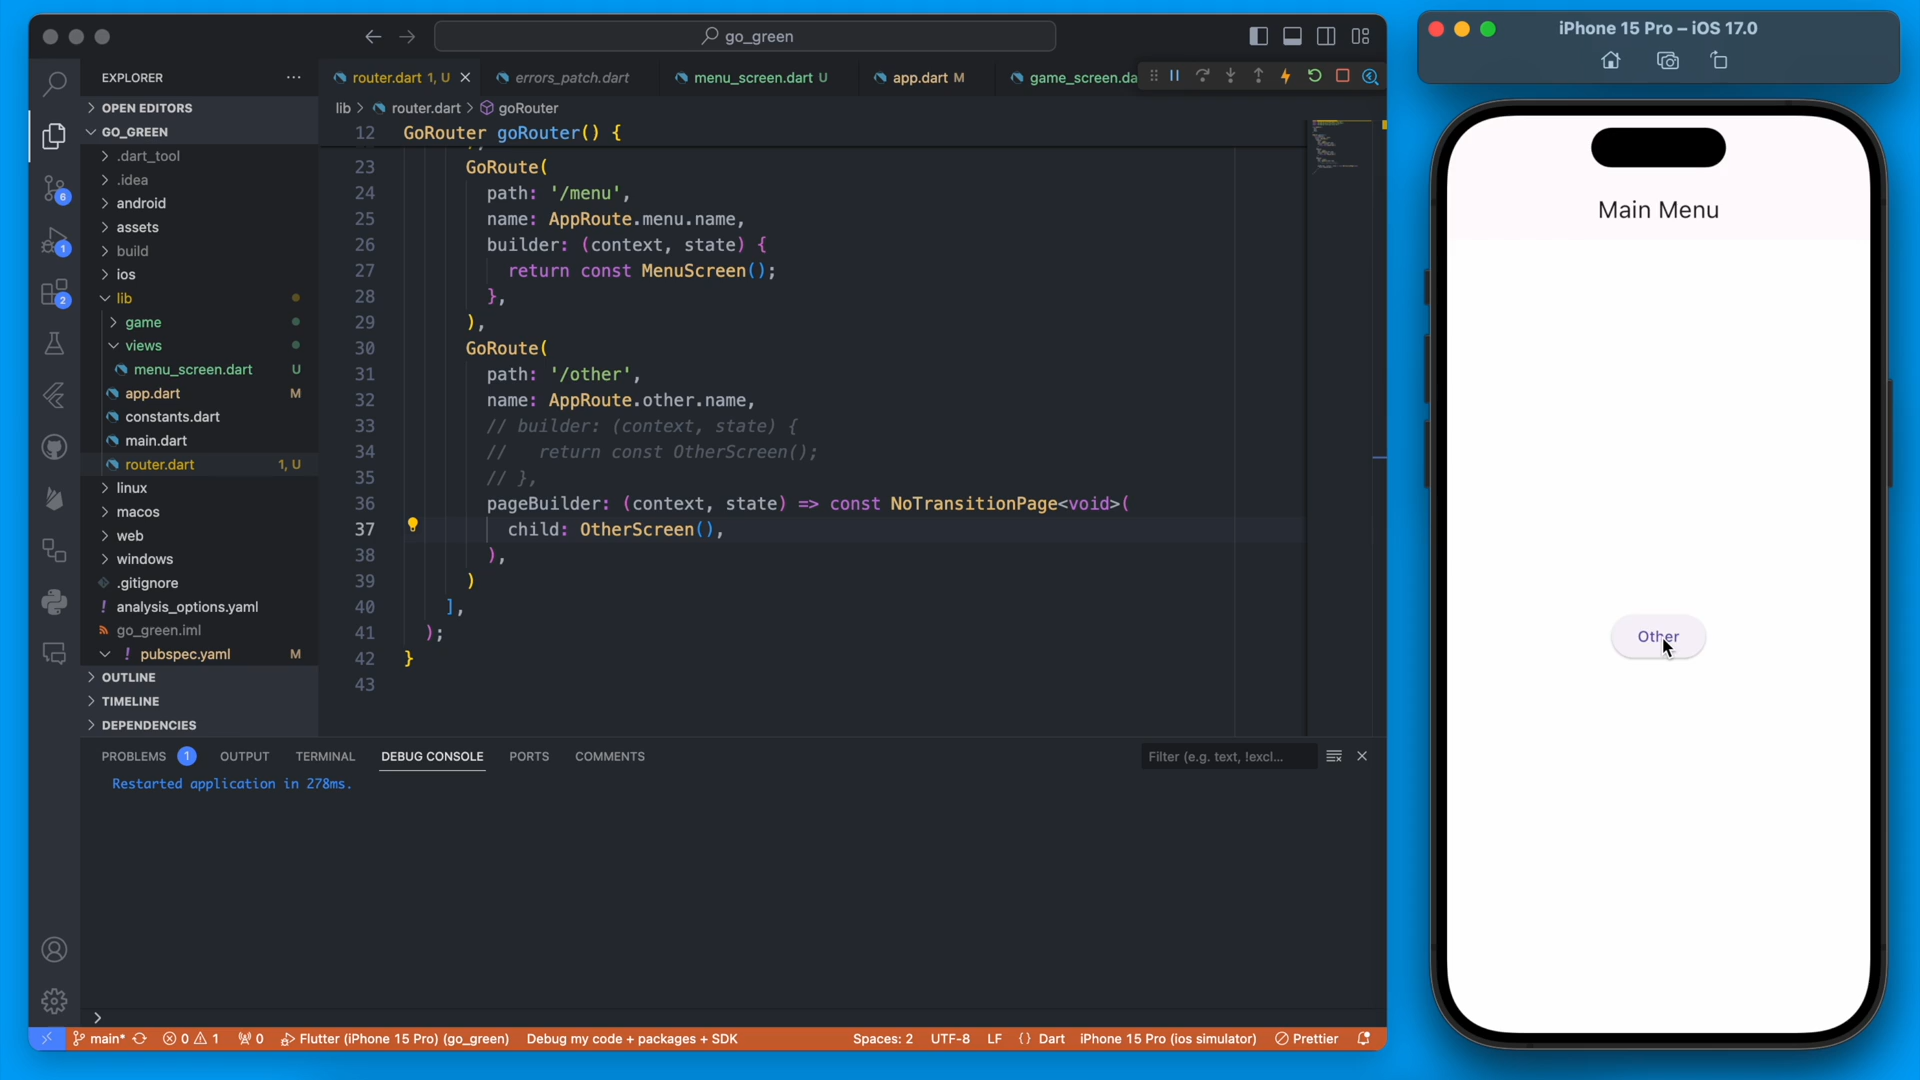 go_green
iPhone 15 Pro – iOS 17.0
EXPLORER
router.dart 1, U
errors_patch.dart
menu_screen.dart U
app.dart M
game_screen.da
OPEN EDITORS
lib > router.dart > goRouter
GO_GREEN
12 GoRouter goRouter() {
.dart_tool
.idea
android
assets
build
ios
lib
game
views
menu_screen.dart U
app.dart M
constants.dart
main.dart
router.dart 1, U
linux
macos
web
windows
.gitignore
analysis_options.yaml
go_green.iml
pubspec.yaml M
OUTLINE
TIMELINE
DEPENDENCIES
23 GoRoute(
24 path: '/menu',
25 name: AppRoute.menu.name,
26 builder: (context, state) {
27 return const MenuScreen();
28 },
29 ),
30 GoRoute(
31 path: '/other',
32 name: AppRoute.other.name,
33 // builder: (context, state) {
34 //   return const OtherScreen();
35 // },
36 pageBuilder: (context, state) => const NoTransitionPage<void>(
37 child: OtherScreen(),
38 ),
39 )
40 ],
41 );
42 }
43
Main Menu
Other
PROBLEMS 1 OUTPUT TERMINAL DEBUG CONSOLE PORTS COMMENTS
Filter (e.g. text, !excl...
Restarted application in 278ms.
6
1
2
>
main* 0 1 0 Flutter (iPhone 15 Pro) (go_green) Debug my code + packages + SDK Spaces: 2 UTF-8 LF {} Dart iPhone 15 Pro (ios simulator) Prettier